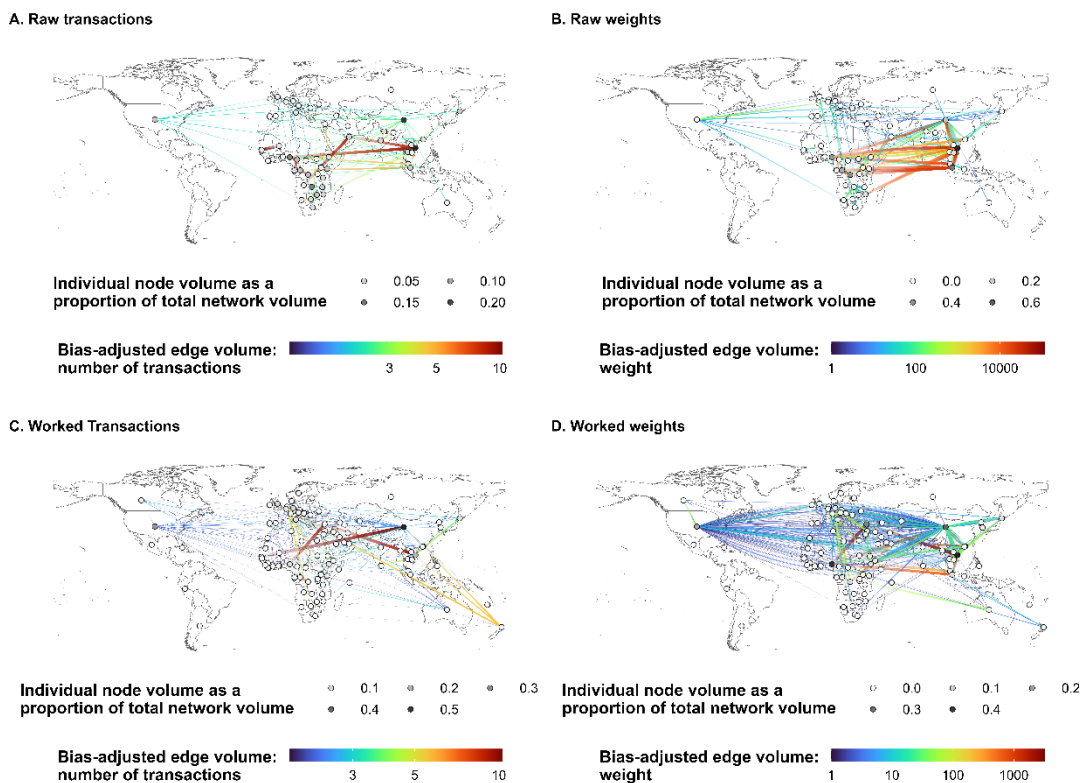 A. Raw transactions
Individual node volume as a
proportion of total network volume
0.05 0.10
0.15 0.20
Bias-adjusted edge volume:
number of transactions
3 5 10
B. Raw weights
Individual node volume as a
proportion of total network volume
0.0 0.2
0.4 0.6
Bias-adjusted edge volume:
weight
1 100 10000
C. Worked Transactions
Individual node volume as a
proportion of total network volume
0.1 0.2 0.3
0.4 0.5
Bias-adjusted edge volume:
number of transactions
3 5 10
D. Worked weights
Individual node volume as a
proportion of total network volume
0.0 0.1 0.2
0.3 0.4
Bias-adjusted edge volume:
weight
1 10 100 1000